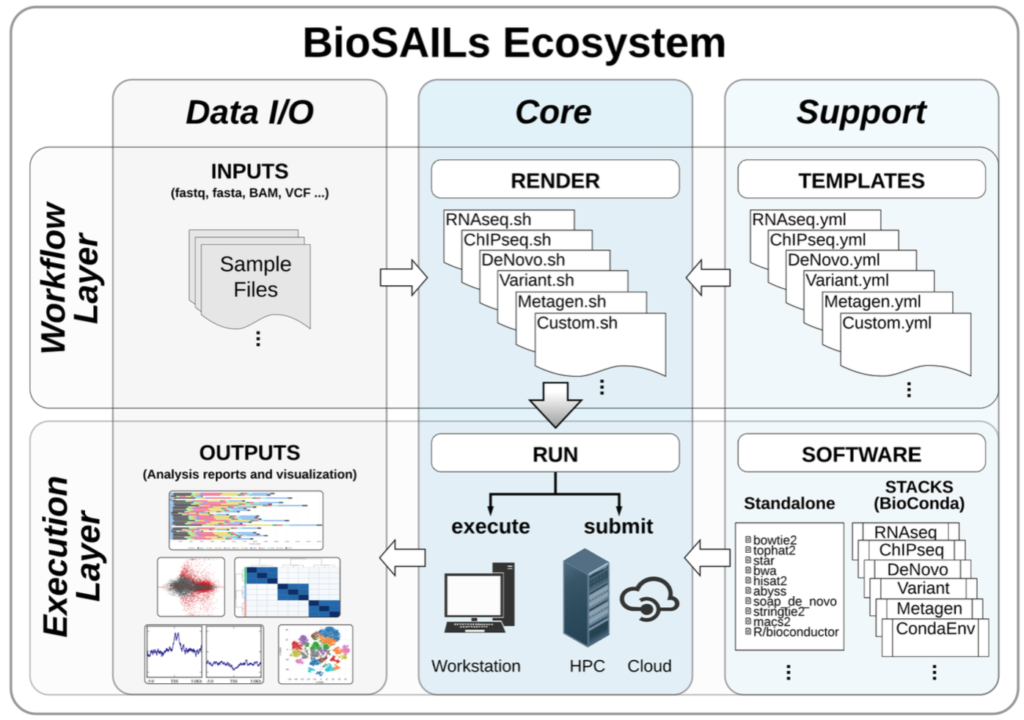 BioSAILs Ecosystem
Data I/O
Core
Support
Workflow
Layer
INPUTS
(fastq, fasta, BAM, VCF ...)
Sample
Files
RENDER
RNAseq.sh
ChIPseq.sh
DeNovo.sh
Variant.sh
Metagen.sh
Custom.sh
TEMPLATES
RNAseq.yml
ChIPseq.yml
DeNovo.yml
Variant.yml
Metagen.yml
Custom.yml
Execution
Layer
OUTPUTS
(Analysis reports and visualization)
RUN
execute
submit
Workstation
HPC
Cloud
SOFTWARE
Standalone
bowtie2
tophat2
star
bwa
hisat2
abyss
soap_de_novo
stringtie2
macs2
R/bioconductor
STACKS
(BioConda)
RNAseq
ChIPseq
DeNovo
Variant
Metagen
CondaEnv